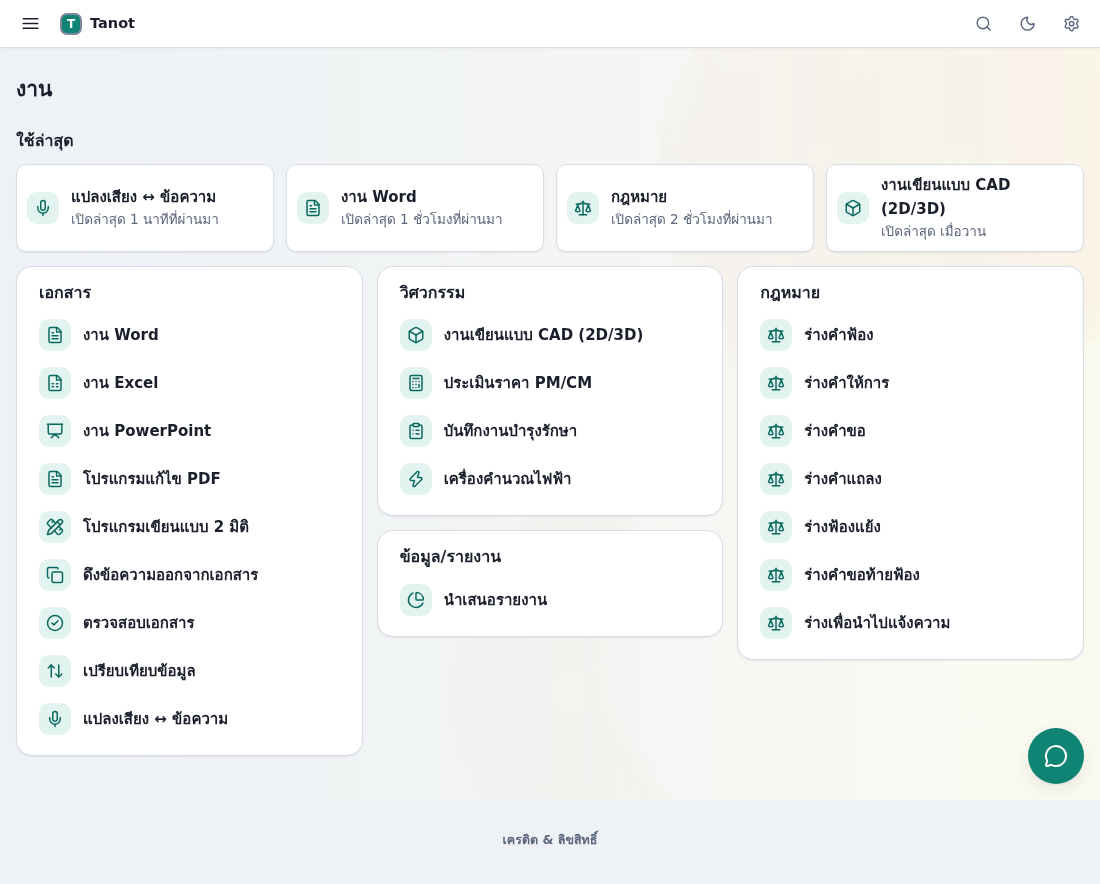 T Tanot
งาน
ใช้ล่าสุด
แปลงเสียง ↔ ข้อความ
เปิดล่าสุด 1 นาทีที่ผ่านมา
งาน Word
เปิดล่าสุด 1 ชั่วโมงที่ผ่านมา
กฎหมาย
เปิดล่าสุด 2 ชั่วโมงที่ผ่านมา
งานเขียนแบบ CAD
(2D/3D)
เปิดล่าสุด เมื่อวาน
เอกสาร
งาน Word
งาน Excel
งาน PowerPoint
โปรแกรมแก้ไข PDF
โปรแกรมเขียนแบบ 2 มิติ
ดึงข้อความออกจากเอกสาร
ตรวจสอบเอกสาร
เปรียบเทียบข้อมูล
แปลงเสียง ↔ ข้อความ
วิศวกรรม
งานเขียนแบบ CAD (2D/3D)
ประเมินราคา PM/CM
บันทึกงานบำรุงรักษา
เครื่องคำนวณไฟฟ้า
ข้อมูล/รายงาน
นำเสนอรายงาน
กฎหมาย
ร่างคำฟ้อง
ร่างคำให้การ
ร่างคำขอ
ร่างคำแถลง
ร่างฟ้องแย้ง
ร่างคำขอท้ายฟ้อง
ร่างเพื่อนำไปแจ้งความ
เครดิต & ลิขสิทธิ์